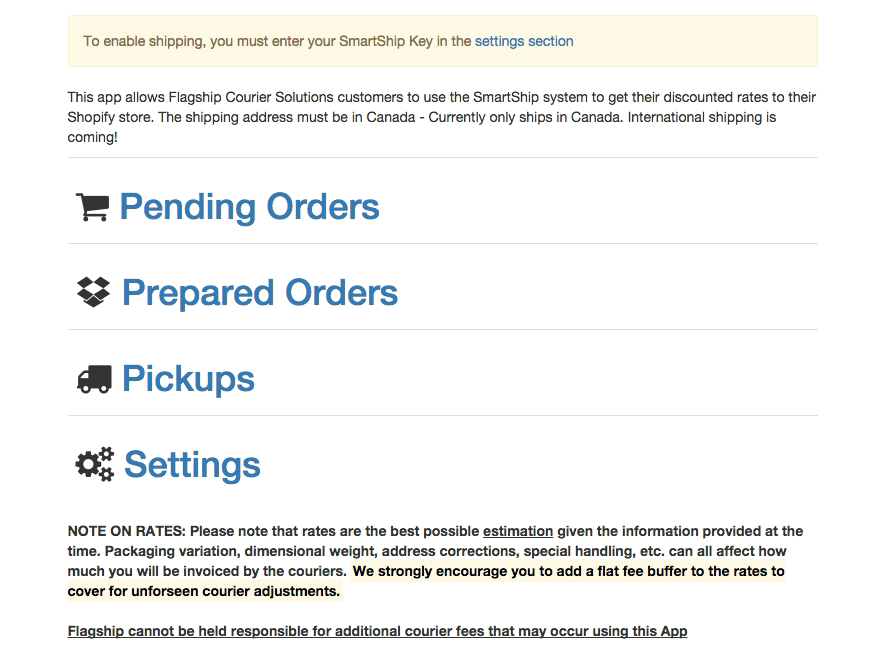 To enable shipping, you must enter your SmartShip Key in the settings section
This app allows Flagship Courier Solutions customers to use the SmartShip system to get their discounted rates to their
Shopify store. The shipping address must be in Canada - Currently only ships in Canada. International shipping is
coming!
Pending Orders
Prepared Orders
Pickups
Settings
NOTE ON RATES: Please note that rates are the best possible estimation given the information provided at the
time. Packaging variation, dimensional weight, address corrections, special handling, etc. can all affect how
much you will be invoiced by the couriers. We strongly encourage you to add a flat fee buffer to the rates to
cover for unforseen courier adjustments.
Flagship cannot be held responsible for additional courier fees that may occur using this App